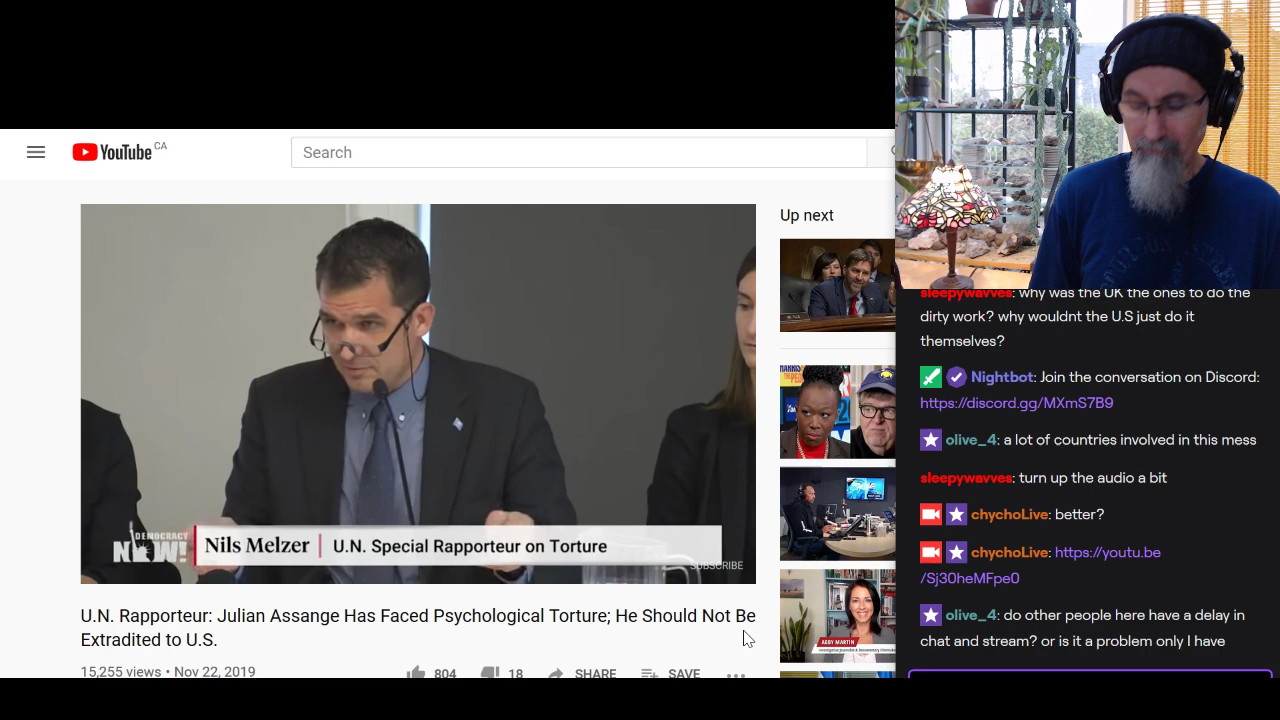 YouTube CA
Search
Up next
DEMOCRACY
NOW!
Nils Melzer | U.N. Special Rapporteur on Torture
SUBSCRIBE
U.N. Rapporteur: Julian Assange Has Faced Psychological Torture; He Should Not Be
Extradited to U.S.
15,255 views • Nov 22, 2019
804
18
SHARE
SAVE
ABBY MARTIN
sleepywavves: why was the UK the ones to do the
dirty work? why wouldnt the U.S just do it
themselves?
Nightbot: Join the conversation on Discord:
https://discord.gg/MXmS7B9
olive_4: a lot of countries involved in this mess
sleepywavves: turn up the audio a bit
chychoLive: better?
chychoLive: https://youtu.be
/Sj30heMFpe0
olive_4: do other people here have a delay in
chat and stream? or is it a problem only I have